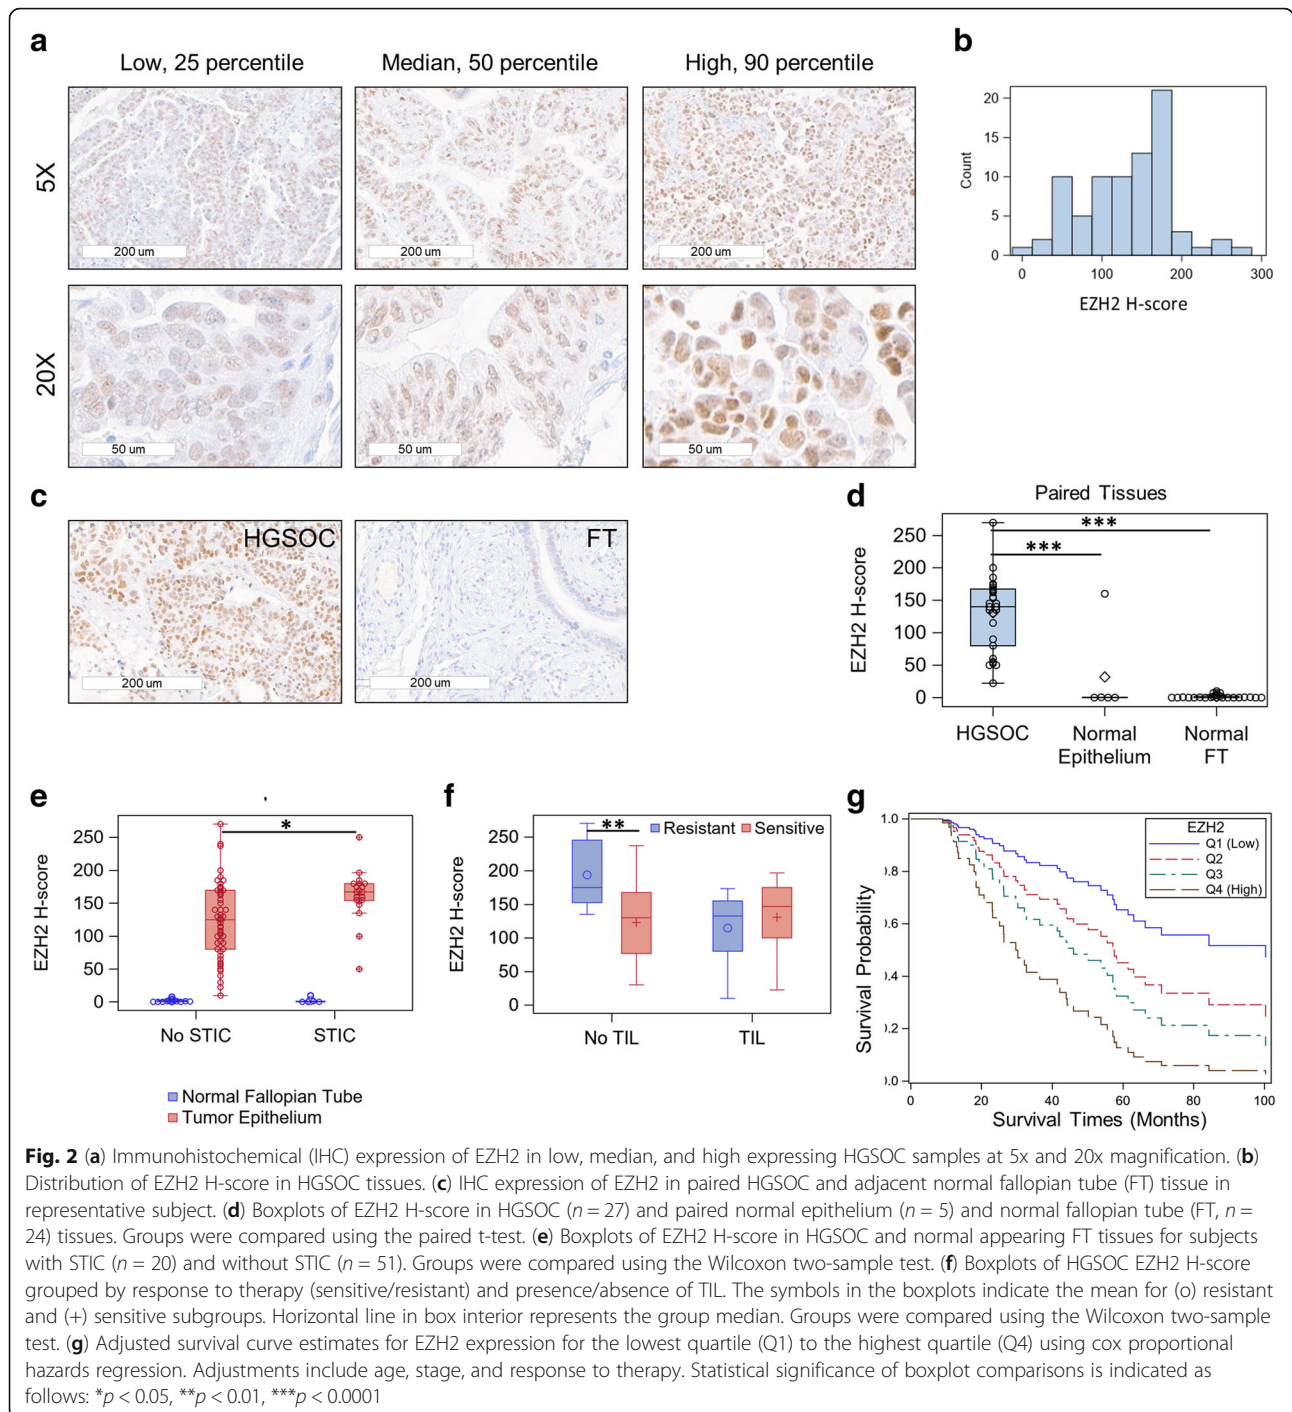 a
Low, 25 percentile
Median, 50 percentile
High, 90 percentile
5X
200 um
200 um
200 um
20X
50 um
50 um
50 um
b
20
15
10
5
0
Count
0 100 200 300
EZH2 H-score
c
HGSOC
200 um
FT
200 um
d
Paired Tissues
***
***
250
200
150
100
50
0
EZH2 H-score
HGSOC
Normal
Epithelium
Normal
FT
e
*
250
200
150
100
50
0
EZH2 H-score
No STIC
STIC
Normal Fallopian Tube
Tumor Epithelium
f
**
Resistant
Sensitive
250
200
150
100
50
0
EZH2 H-score
No TIL
TIL
g
EZH2
Q1 (Low)
Q2
Q3
Q4 (High)
1.0
0.8
0.6
0.4
0.2
0.0
Survival Probability
0 20 40 60 80 100
Survival Times (Months)
Fig. 2 (a) Immunohistochemical (IHC) expression of EZH2 in low, median, and high expressing HGSOC samples at 5x and 20x magnification. (b)
Distribution of EZH2 H-score in HGSOC tissues. (c) IHC expression of EZH2 in paired HGSOC and adjacent normal fallopian tube (FT) tissue in
representative subject. (d) Boxplots of EZH2 H-score in HGSOC (n = 27) and paired normal epithelium (n = 5) and normal fallopian tube (FT, n =
24) tissues. Groups were compared using the paired t-test. (e) Boxplots of EZH2 H-score in HGSOC and normal appearing FT tissues for subjects
with STIC (n = 20) and without STIC (n = 51). Groups were compared using the Wilcoxon two-sample test. (f) Boxplots of HGSOC EZH2 H-score
grouped by response to therapy (sensitive/resistant) and presence/absence of TIL. The symbols in the boxplots indicate the mean for (o) resistant
and (+) sensitive subgroups. Horizontal line in box interior represents the group median. Groups were compared using the Wilcoxon two-sample
test. (g) Adjusted survival curve estimates for EZH2 expression for the lowest quartile (Q1) to the highest quartile (Q4) using cox proportional
hazards regression. Adjustments include age, stage, and response to therapy. Statistical significance of boxplot comparisons is indicated as
follows: *p < 0.05, **p < 0.01, ***p < 0.0001